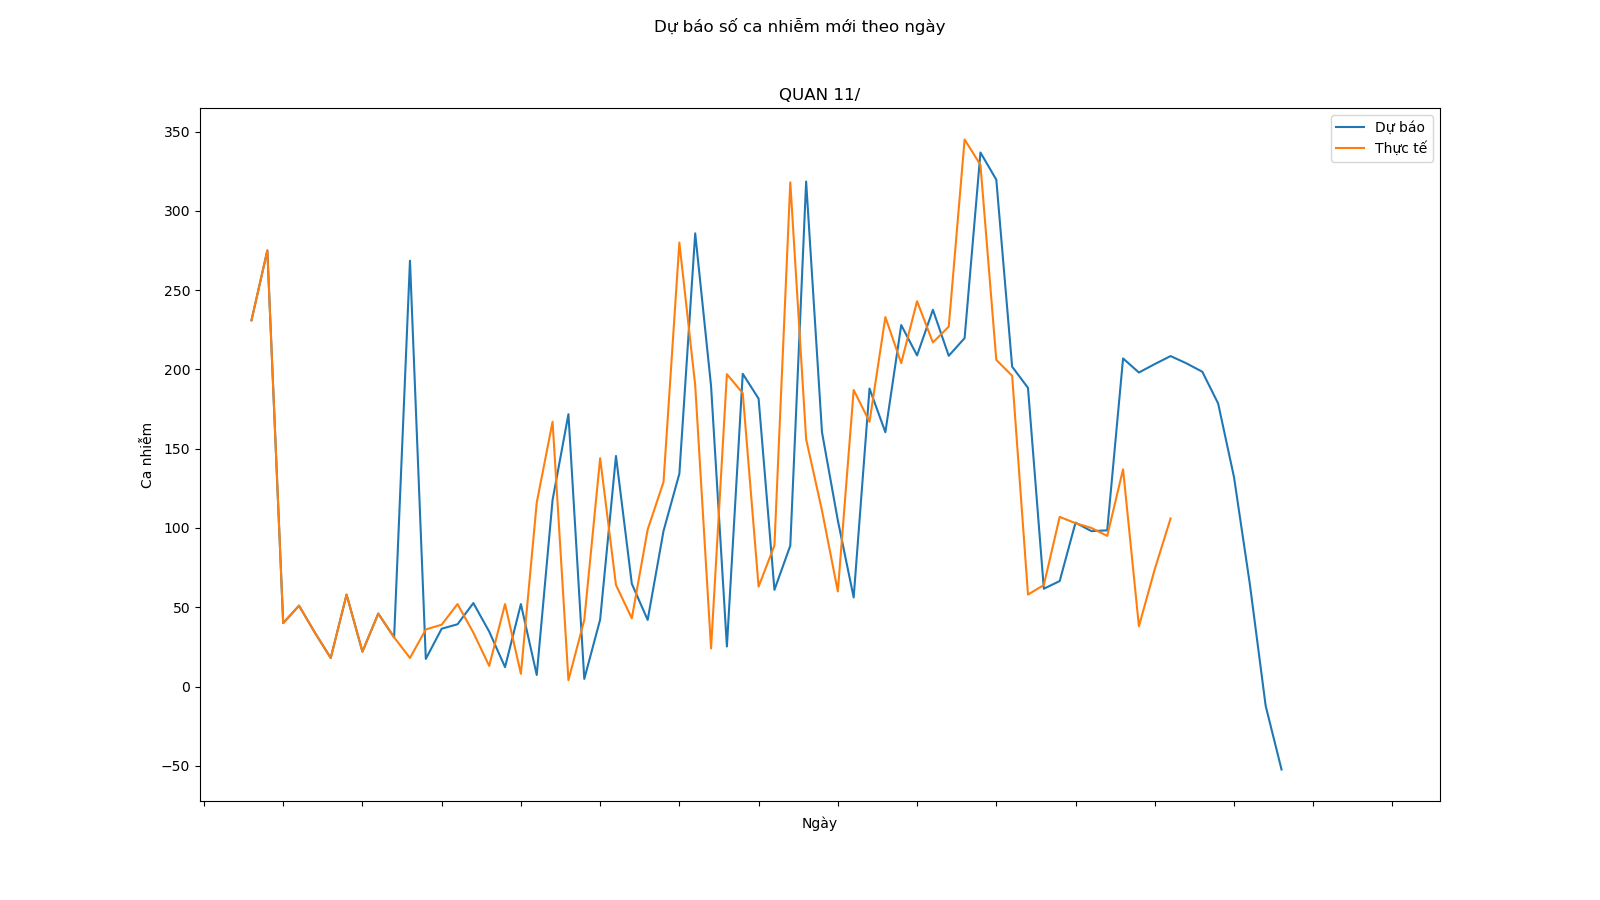 Dự báo số ca nhiễm mới theo ngày
QUAN 11/
Dự báo
Thực tế
350
300
250
200
150
100
50
0
−50
Ca nhiễm
Ngày